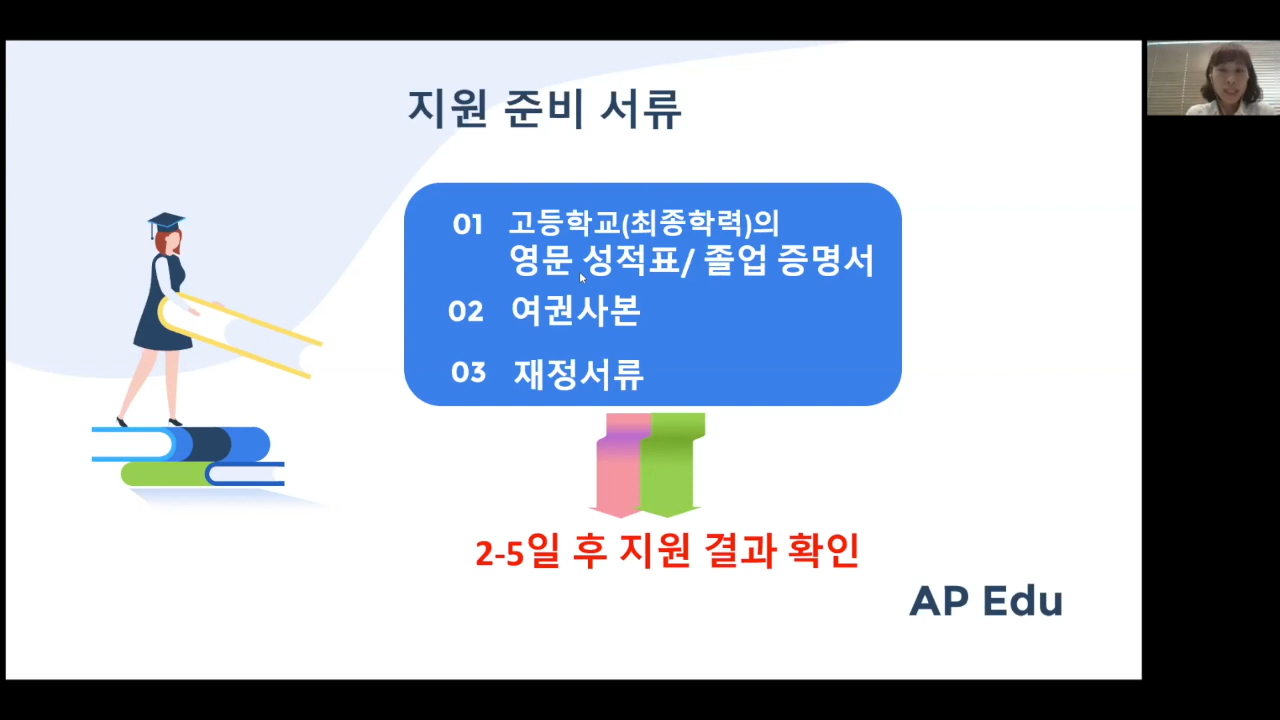 지원 준비 서류
01 고등학교(최종학력)의
영문 성적표/ 졸업 증명서
02 여권사본
03 재정서류
2-5일 후 지원 결과 확인
AP Edu